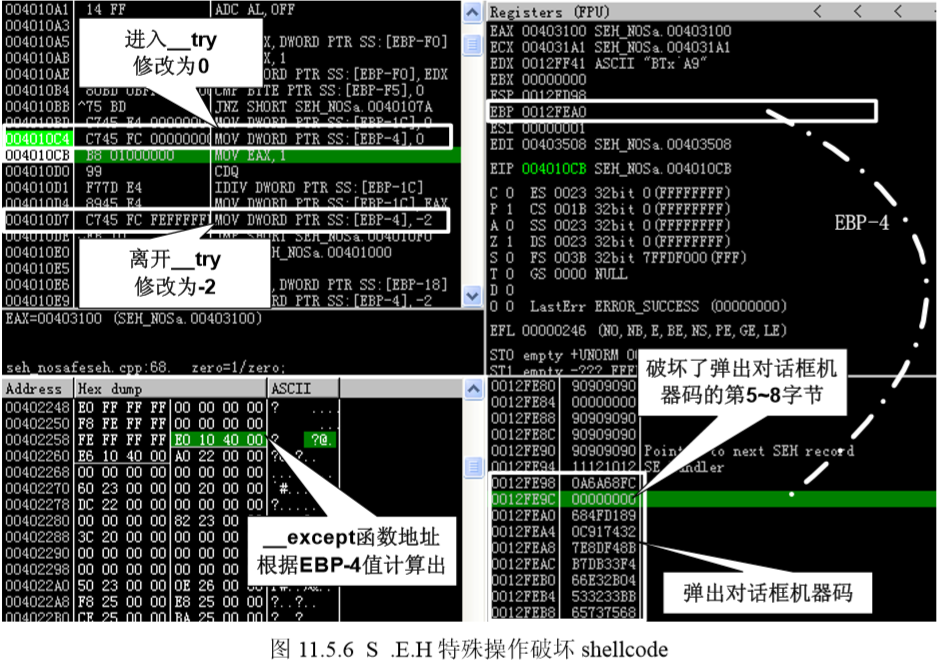 004010A1 14 FF ADC AL,OFF
004010A3
004010A5 X,DWORD PTR SS:[EBP-F0]
004010AB X,1
004010AE ORD PTR SS:[EBP-F0],EDX
004010B4
004010BB ^75 BD JNZ SHORT SEH_NOSa.0040107A
004010BD C745 E4 0000000 MOV DWORD PTR SS:[EBP-1C],0
004010C4 C745 FC 0000000 MOV DWORD PTR SS:[EBP-4],0
004010CB B8 01000000 MOV EAX,1
004010D0 99 CDQ
004010D1 F77D E4 IDIV DWORD PTR SS:[EBP-1C]
004010D4 8945 E4 MOV DWORD PTR SS:[EBP-1C],EAX
004010D7 C745 FC FEFFFFFF MOV DWORD PTR SS:[EBP-4],-2
004010DE JMP SHORT SEH_NOSa.004010F0
004010E0 H_NOSa.00401000
004010E5
004010E6 PTR SS:[EBP-18]
004010E9 PTR SS:[EBP-4],-2
进入__try
修改为0
离开__try
修改为-2
EAX=00403100 (SEH_NOSa.00403100)
seh_nosafeseh.cpp:68. zero=1/zero;
Registers (FPU) < < <
EAX 00403100 SEH_NOSa.00403100
ECX 004031A1 SEH_NOSa.004031A1
EDX 0012FF41 ASCII "BTx`A9"
EBX 00000000
ESP 0012FD98
EBP 0012FEA0
ESI 00000001
EDI 00403508 SEH_NOSa.00403508
EIP 004010CB SEH_NOSa.004010CB
C 0 ES 0023 32bit 0(FFFFFFFF)
P 1 CS 001B 32bit 0(FFFFFFFF)
A 0 SS 0023 32bit 0(FFFFFFFF)
Z 1 DS 0023 32bit 0(FFFFFFFF)
S 0 FS 003B 32bit 7FFDF000(FFF)
T 0 GS 0000 NULL
D 0
O 0 LastErr ERROR_SUCCESS (00000000)
EFL 00000246 (NO,NB,E,BE,NS,PE,GE,LE)
ST0 empty +UNORM
ST1 empty -???
EBP-4
Address Hex dump ASCII
00402248 E0 FF FF FF 00 00 00 00 ? ....
00402250 F8 FE FF FF 00 00 00 00
00402258 FE FF FF FF E0 10 40 00 ? ?@.
00402260 E6 10 40 00 A0 22 00 00
00402268 00 00 00 00 00 00 00 00
00402270 60 23 00 00 00 20 00 00
00402278 DC 22 00 00 00 00 00 00
00402280 00 00 00 00 82 23 00 00
00402288 3C 20 00 00 00 00 00 00
00402290 00 00 00 00 00 00 00 00
00402298 00 00 00 00 00 00 00 00
004022A0 50 23 00 00 0E 26 00 00
004022A8 F8 25 00 00 E8 25 00 00
004022B0 CE 25 00 00 BA 25 00 00
__except函数地址
根据EBP-4值计算出
0012FE80 90909090
0012FE84 00000000
0012FE88 90909090
0012FE8C 90909090
0012FE90 90909090 Pointer to next SEH record
0012FE94 11121012 SE handler
0012FE98 0A6A68FC
0012FE9C 00000000
0012FEA0 684FD189
0012FEA4 0C917432
0012FEA8 7E8DF48B
0012FEAC B7DB33F4
0012FEB0 66E32B04
0012FEB4 533233BB
0012FEB8 65737568
破坏了弹出对话框机
器码的第5~8字节
弹出对话框机器码
图 11.5.6 S .E.H 特殊操作破坏 shellcode